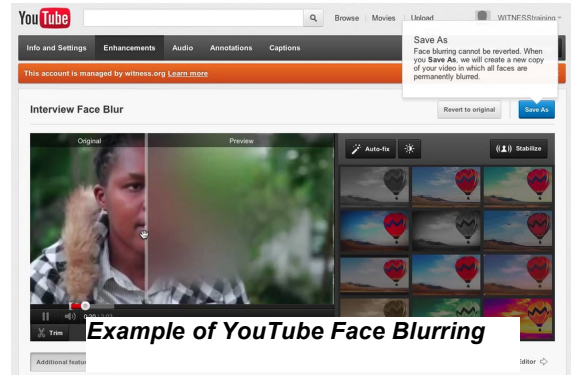 You Tube
Browse Movies Upload WITNESStraining
Info and Settings Enhancements Audio Annotations Captions
Save As
Face blurring cannot be reverted. When
you Save As, we will create a new copy
of your video in which all faces are
permanently blurred.
This account is managed by witness.org Learn more
Interview Face Blur
Revert to original
Save As
Original Preview
Auto-fix
Stabilize
Trim
Example of YouTube Face Blurring
Additional
Editor